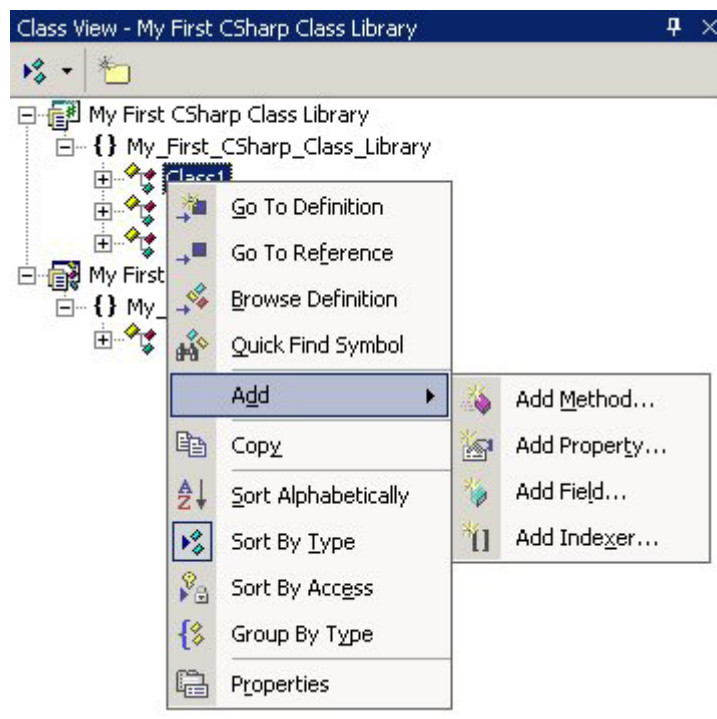 Class View - My First CSharp Class Library
My First CSharp Class Library
{} My_First_CSharp_Class_Library
Class1
My First
{} My_
Go To Definition
Go To Reference
Browse Definition
Quick Find Symbol
Add
Copy
Sort Alphabetically
Sort By Type
Sort By Access
Group By Type
Properties
Add Method...
Add Property...
Add Field...
Add Indexer...